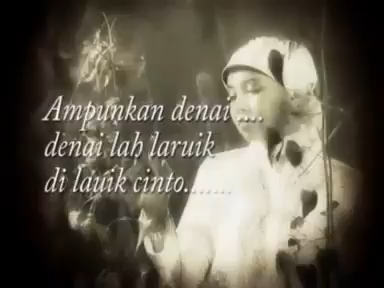 Ampunkan denai ....
denai lah laruik
di lauik cinto.......